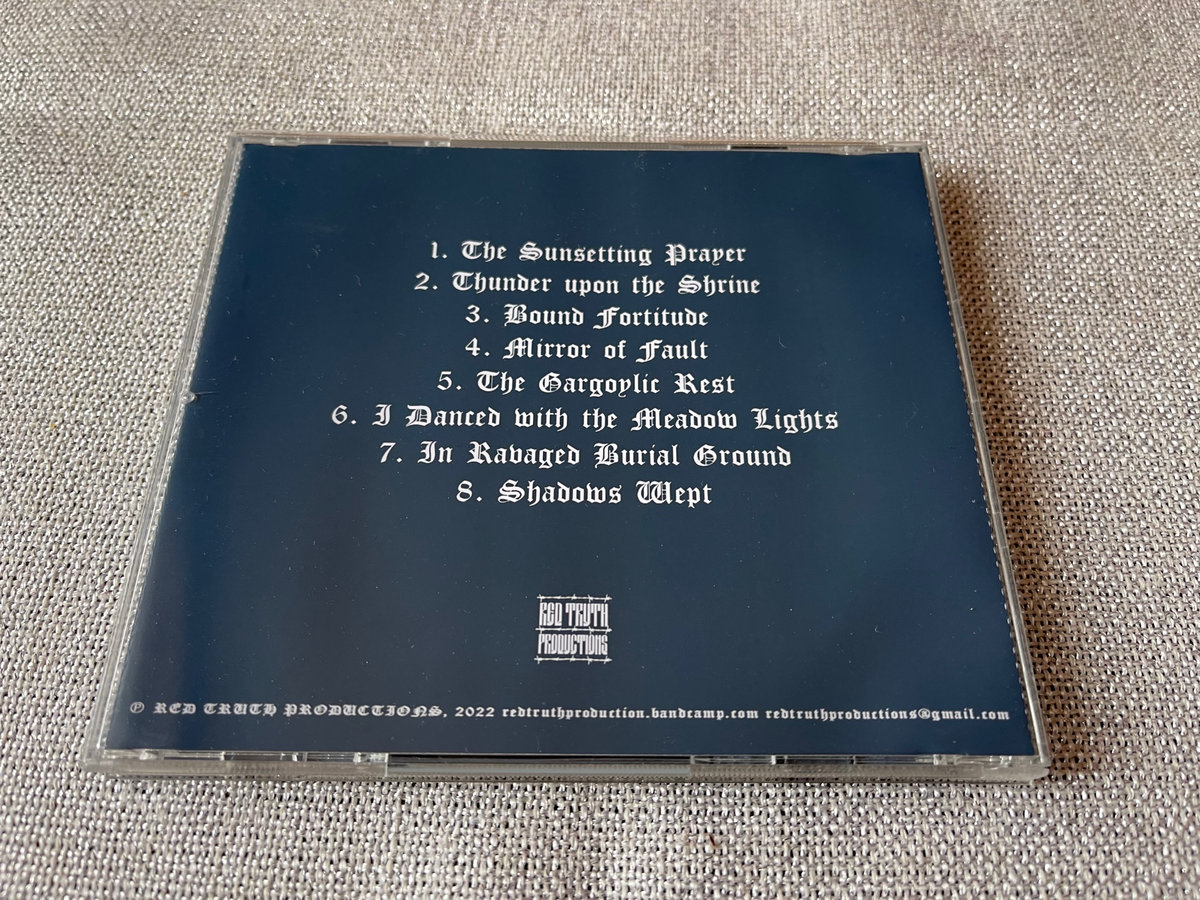 1. The Sunsetting Prayer
2. Thunder upon the Shrine
3. Bound Fortitude
4. Mirror of Fault
5. The Gargoylic Rest
6. I Danced with the Meadow Lights
7. In Ravaged Burial Ground
8. Shadows Wept
RED TRUTH
PRODUCTIONS
℗ RED TRUTH PRODUCTIONS, 2022 redtruthproduction.bandcamp.com redtruthproductions@gmail.com